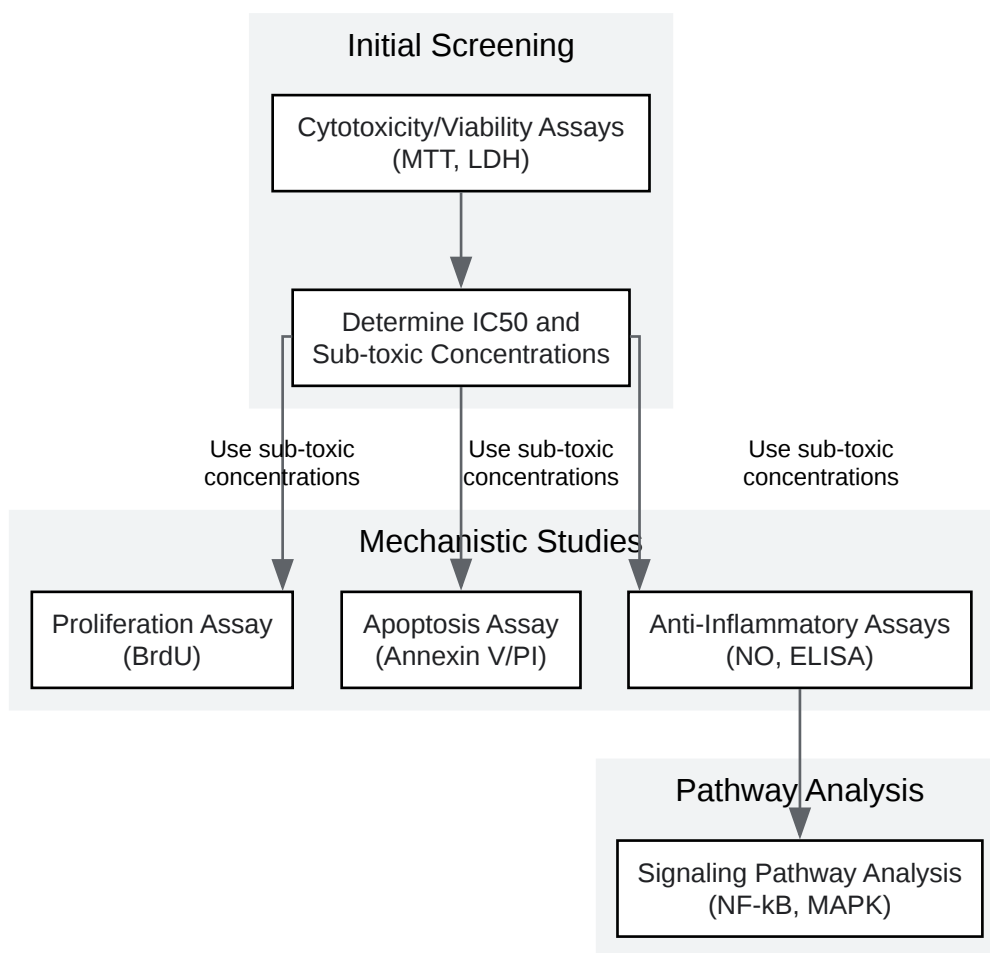 Initial Screening
Cytotoxicity/Viability Assays
(MTT, LDH)
Determine IC50 and
Sub-toxic Concentrations
Use sub-toxic
concentrations
Use sub-toxic
concentrations
Use sub-toxic
concentrations
Mechanistic Studies
Proliferation Assay
(BrdU)
Apoptosis Assay
(Annexin V/PI)
Anti-Inflammatory Assays
(NO, ELISA)
Pathway Analysis
Signaling Pathway Analysis
(NF-kB, MAPK)